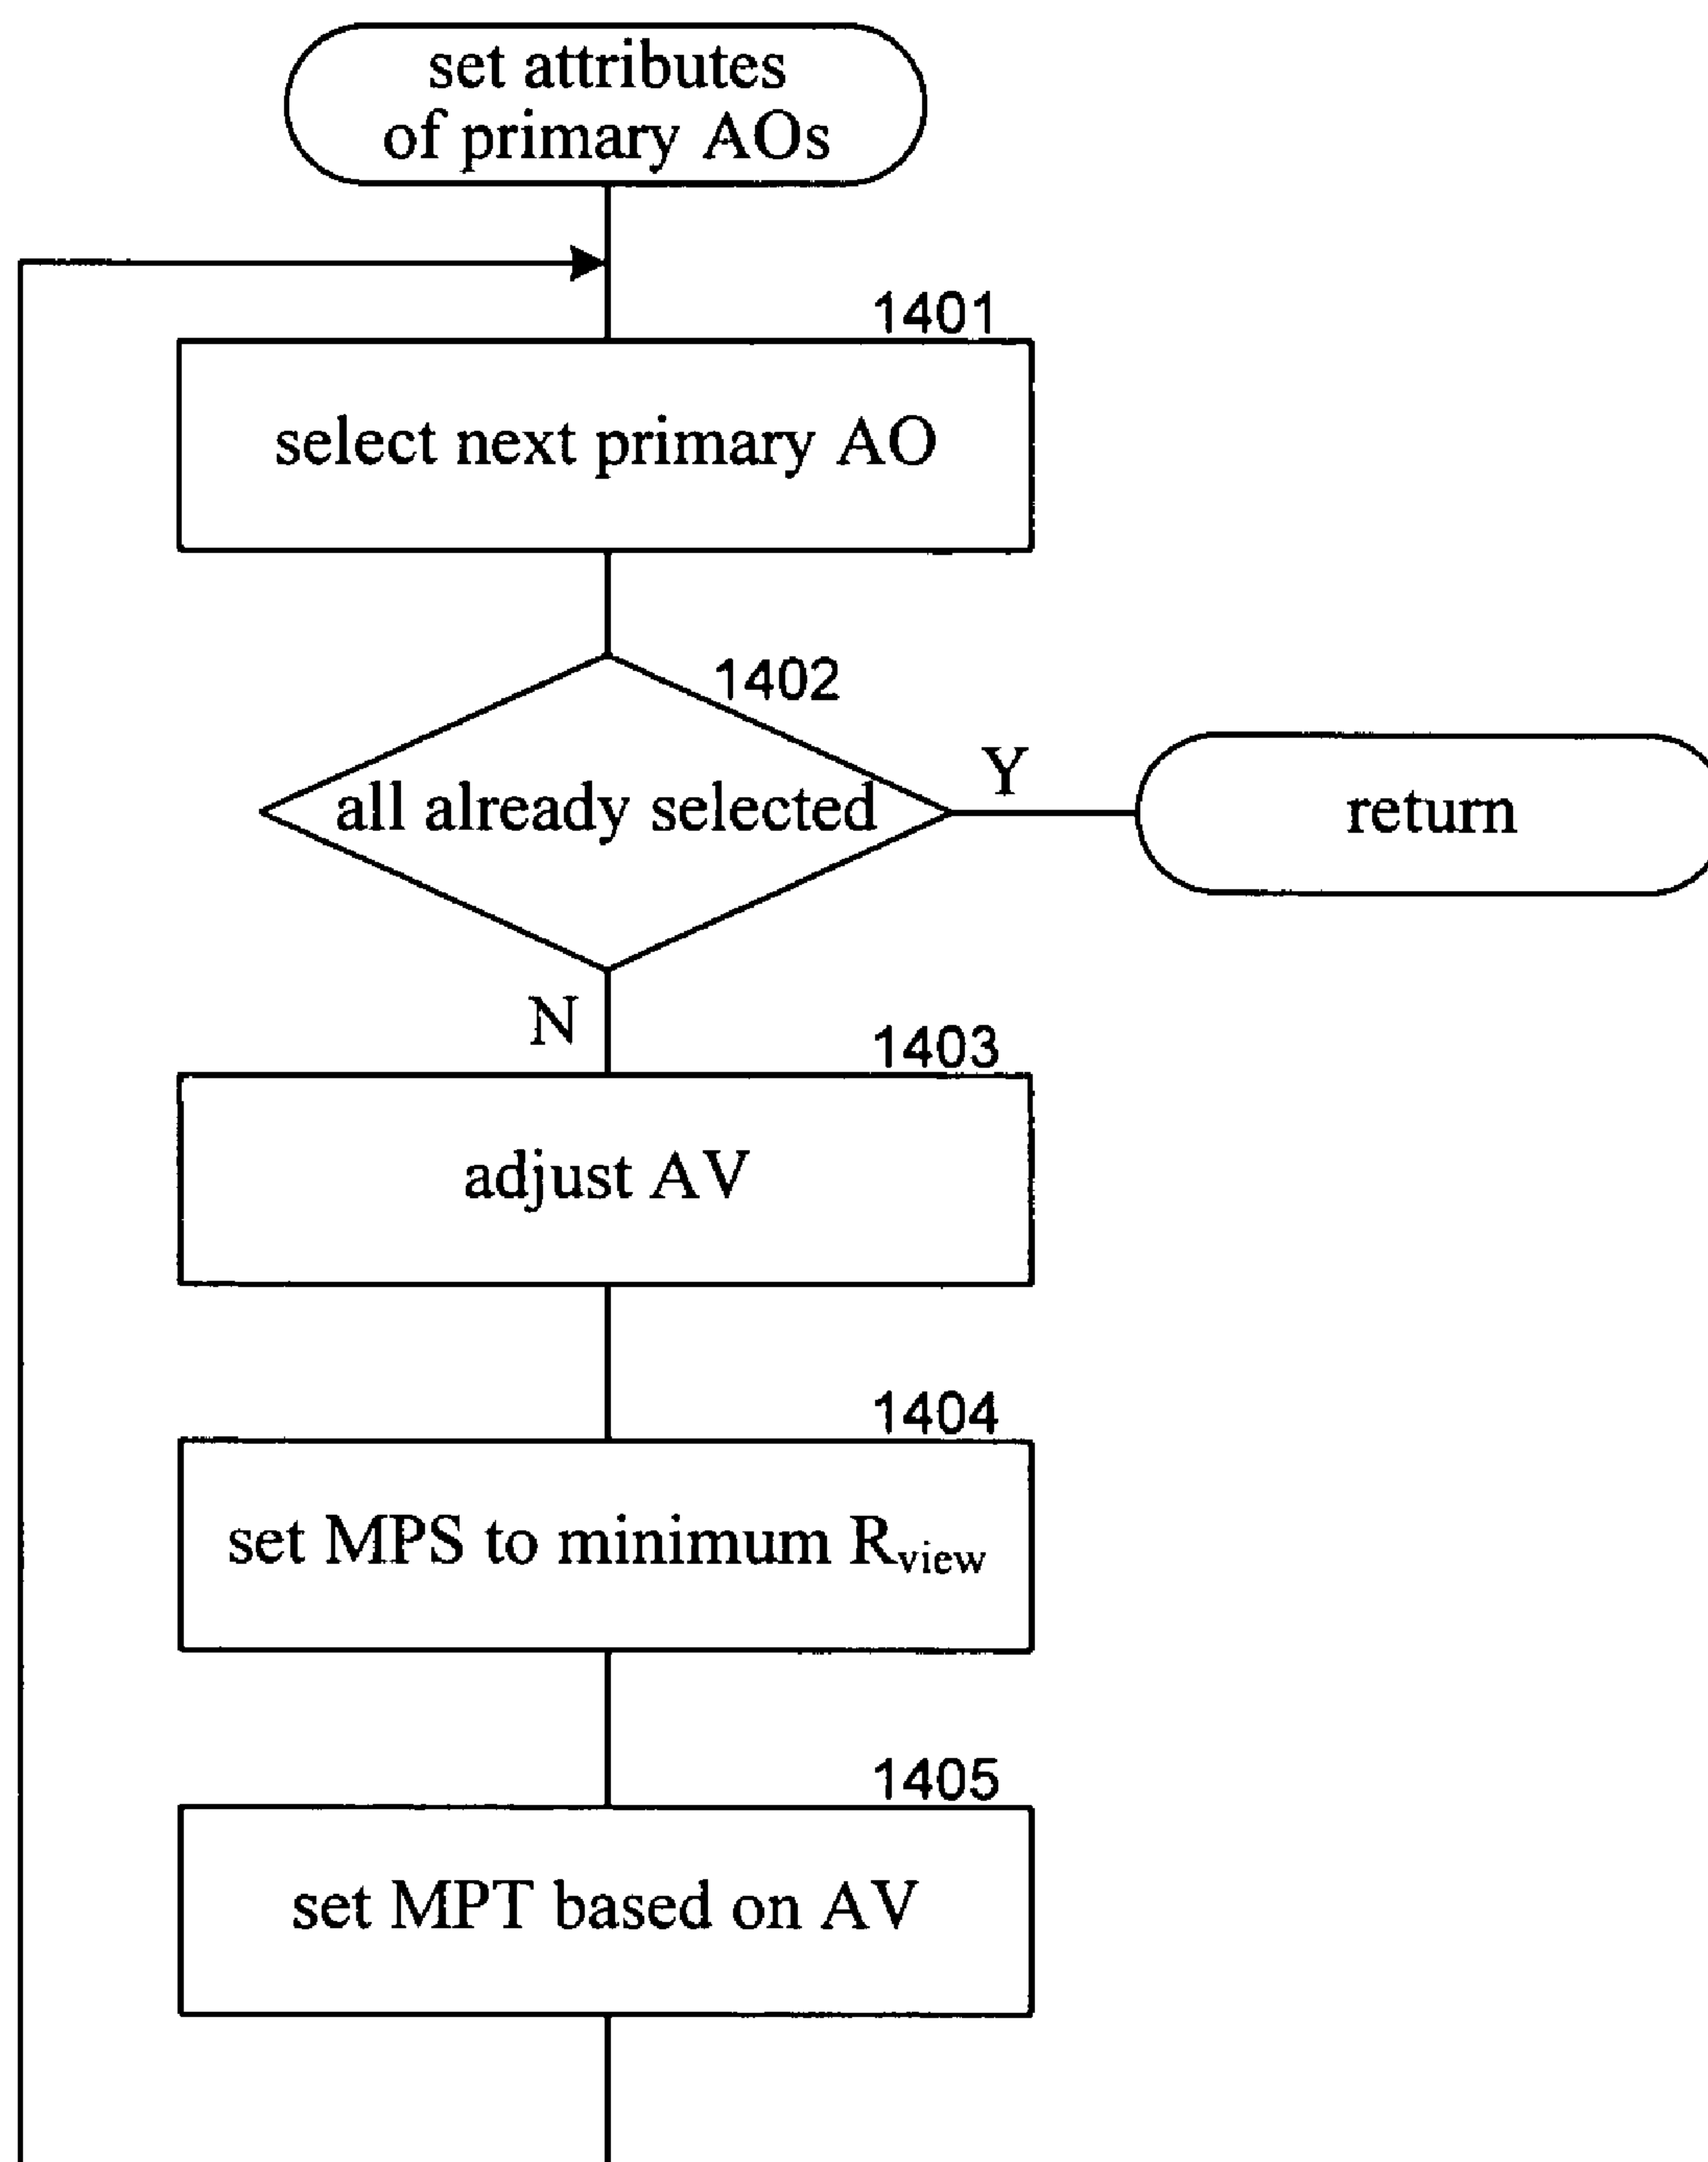 set attributes
of primary AOs
1401
select next primary AO
1402
all already selected
Y
return
N
1403
adjust AV
1404
set MPS to minimum Rview
1405
set MPT based on AV